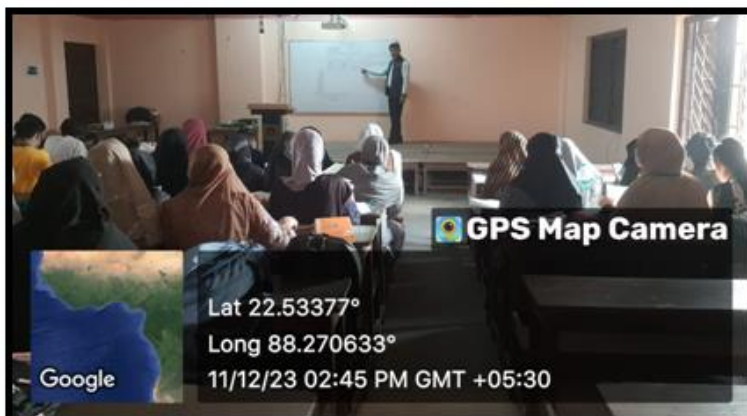 GPS Map Camera
Lat 22.53377°
Long 88.270633°
11/12/23 02:45 PM GMT +05:30
Google